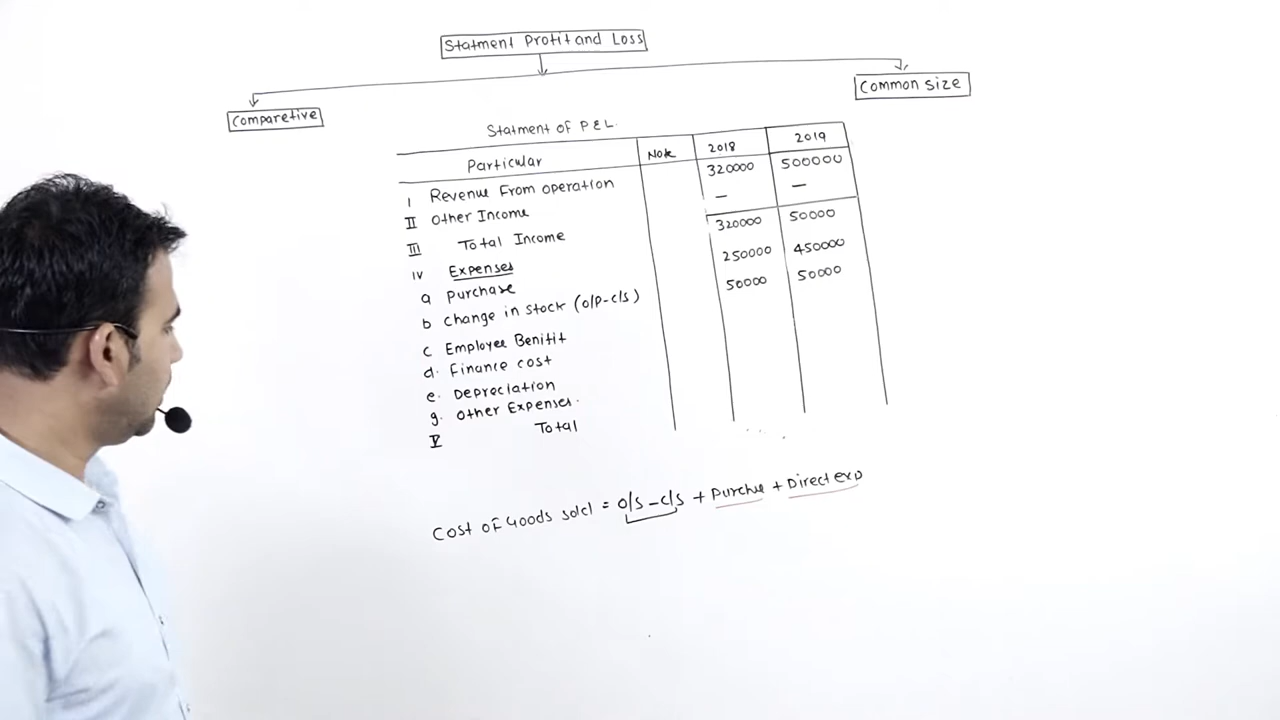 Statment Profit and Loss
Comparetive
Common size
Statment of P & L.
Particular Note 2018 2019
I Revenue From operation 320000 500000
II Other Income — —
III Total Income 320000 50000
IV Expenses
a Purchase 250000 450000
b Change in stock (o/p-c/s) 50000 50000
c Employee Benifit
d. Finance cost
e. Depreciation
g. Other Expenses.
V Total
Cost of Goods sold = o/s - c/s + Purchse + Direct exp